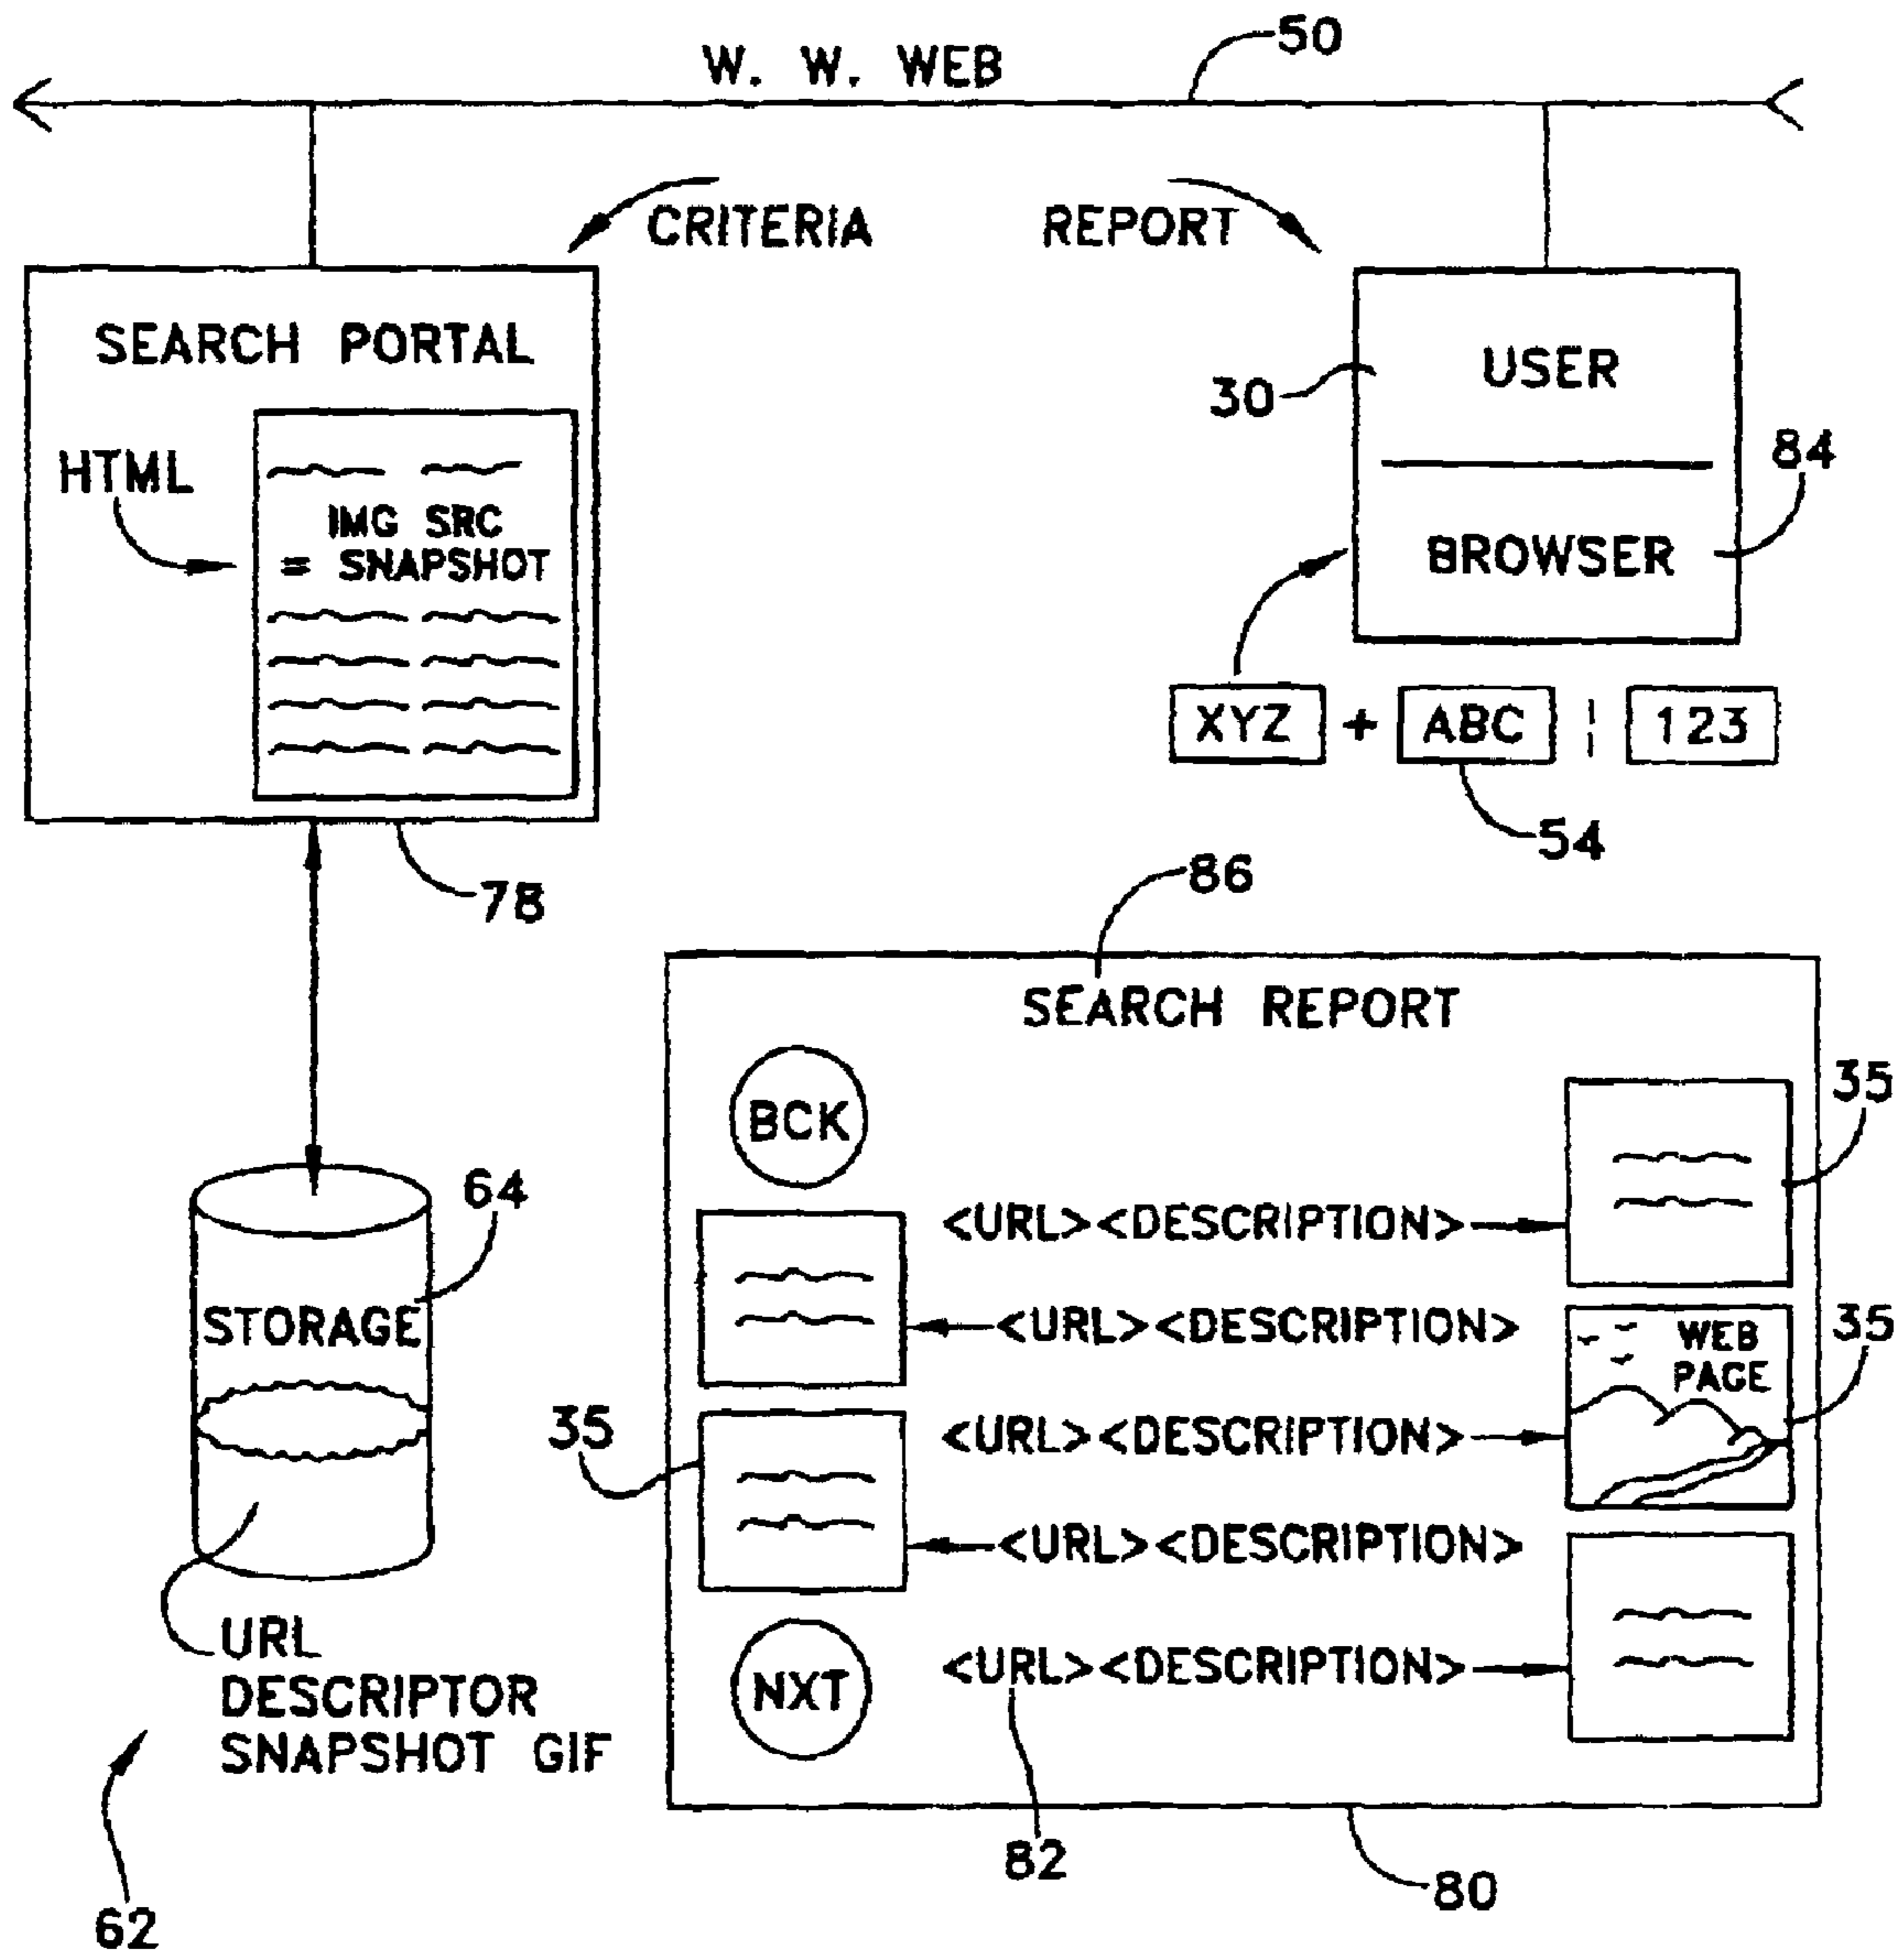 W. W. WEB
50
CRITERIA
REPORT
SEARCH PORTAL
HTML
IMG SRC
= SNAPSHOT
78
30
USER
BROWSER
84
XYZ + ABC ¦ 123
54
86
SEARCH REPORT
BCK
35
<URL><DESCRIPTION>
<URL><DESCRIPTION>
WEB
PAGE
35
<URL><DESCRIPTION>
35
<URL><DESCRIPTION>
NXT
<URL><DESCRIPTION>
82
80
64
STORAGE
URL
DESCRIPTOR
SNAPSHOT GIF
62